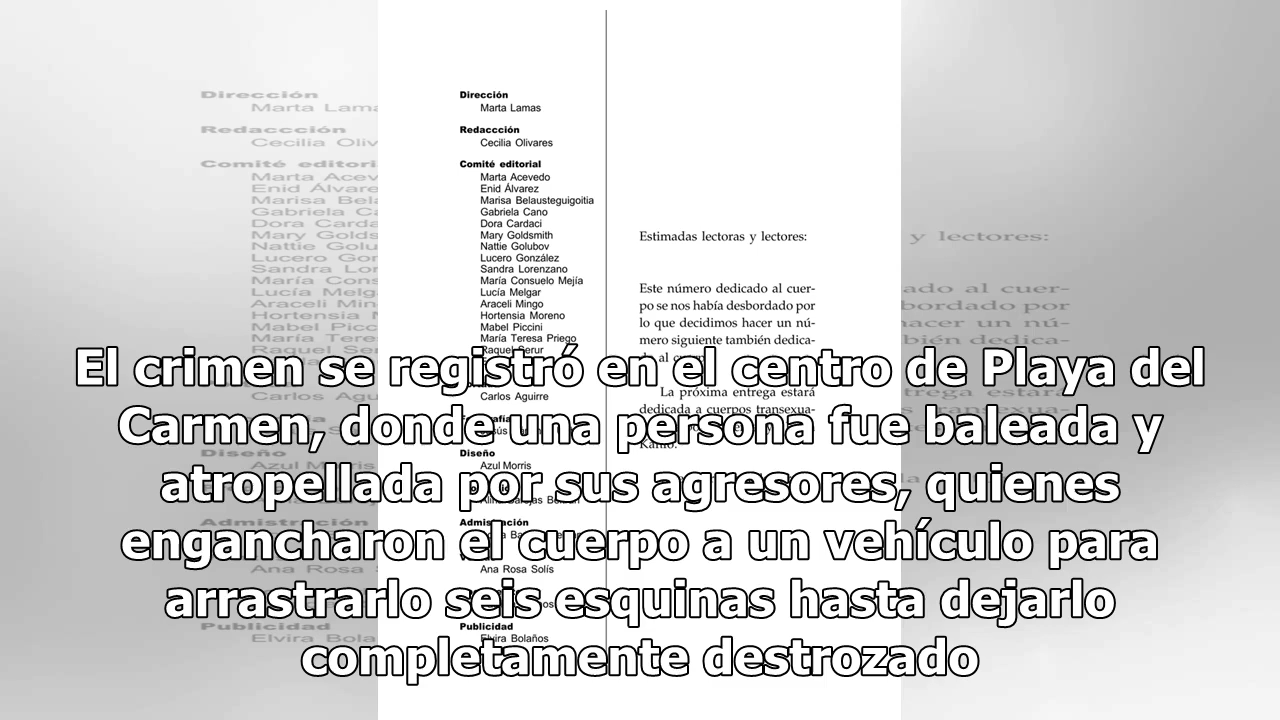 Dirección
Marta Lamas
Redaccción
Cecilia Olivares
Comité editorial
Marta Acevedo
Enid Álvarez
Marisa Belausteguigoitia
Gabriela Cano
Dora Cardaci
Mary Goldsmith
Nattie Golubov
Lucero González
Sandra Lorenzano
María Consuelo Mejía
Lucía Melgar
Araceli Mingo
Hortensia Moreno
Mabel Piccini
María Teresa Priego
Raquel Serur
Carlos Aguirre
Diseño
Azul Morris
Admistración
Ana Rosa Solís
Publicidad
Elvira Bolaños
Estimadas lectoras y lectores:
Este número dedicado al cuer-
po se nos había desbordado por
lo que decidimos hacer un nú-
mero siguiente también dedica-
do al
La próxima entrega estará
dedicada a cuerpos transexua-
El crimen se registró en el centro de Playa del
Carmen, donde una persona fue baleada y
atropellada por sus agresores, quienes
engancharon el cuerpo a un vehículo para
arrastrarlo seis esquinas hasta dejarlo
completamente destrozado